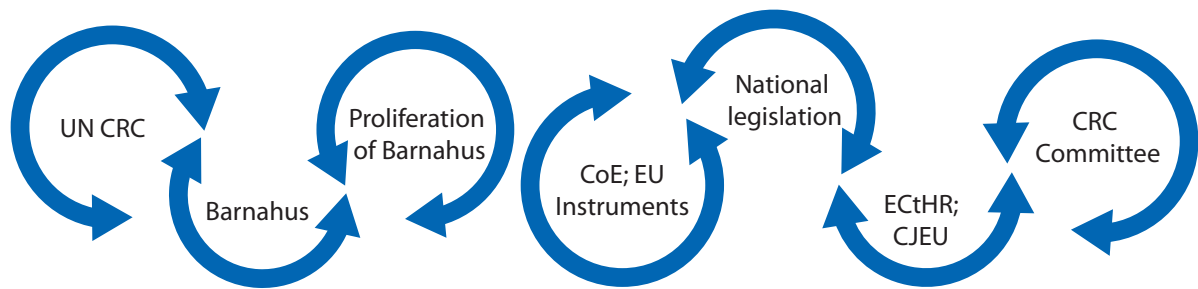 UN CRC
Barnahus
Proliferation
of Barnahus
CoE; EU
Instruments
National
legislation
ECtHR;
CJEU
CRC
Committee